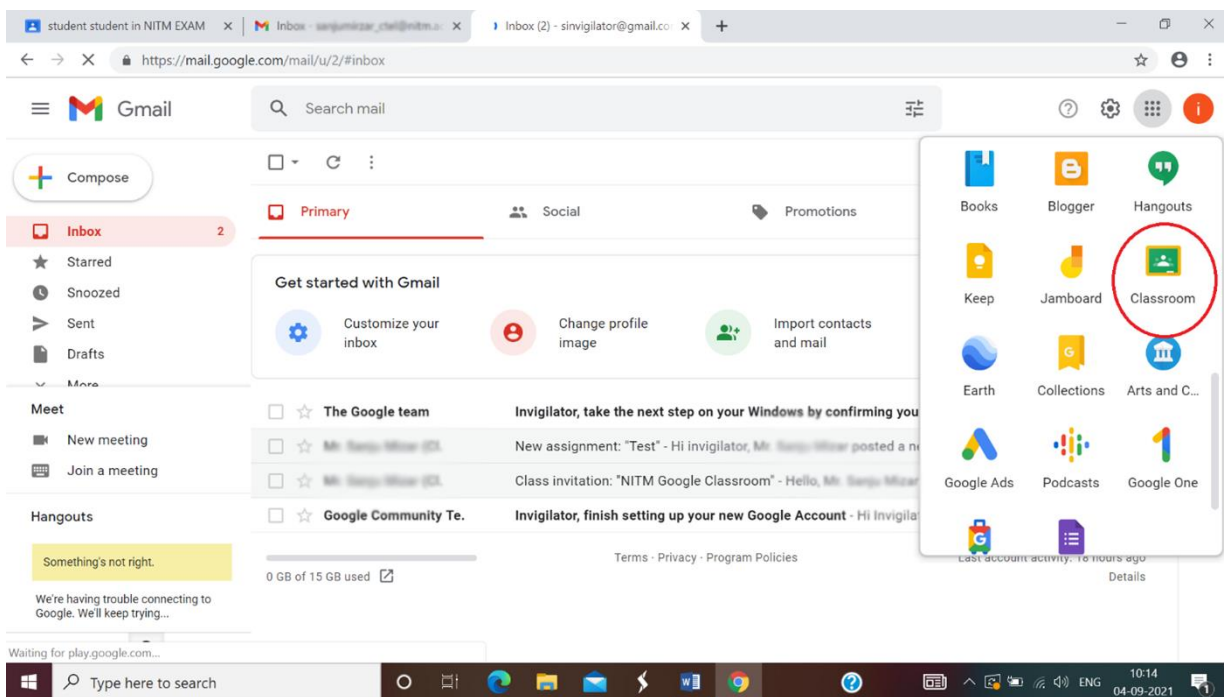 student student in NITM EXAM
Inbox -
Inbox (2) - sinvigilator@gmail.co
https://mail.google.com/mail/u/2/#inbox
Gmail
Search mail
i
Compose
Primary
Social
Promotions
Inbox 2
Starred
Snoozed
Sent
Drafts
More
Get started with Gmail
Customize your
inbox
Change profile
image
Import contacts
and mail
Meet
New meeting
Join a meeting
Hangouts
Something's not right.
We're having trouble connecting to
Google. We'll keep trying...
The Google team Invigilator, take the next step on your Windows by confirming you
New assignment: "Test" - Hi invigilator, Mr. posted a
Class invitation: "NITM Google Classroom" - Hello,
Google Community Te. Invigilator, finish setting up your new Google Account - Hi Invigila
0 GB of 15 GB used
Terms - Privacy - Program Policies
Last account activity: 18 hours ago
Details
Books Blogger Hangouts
Keep Jamboard Classroom
Earth Collections Arts and C...
Google Ads Podcasts Google One
Waiting for play.google.com...
Type here to search
ENG
10:14
04-09-2021